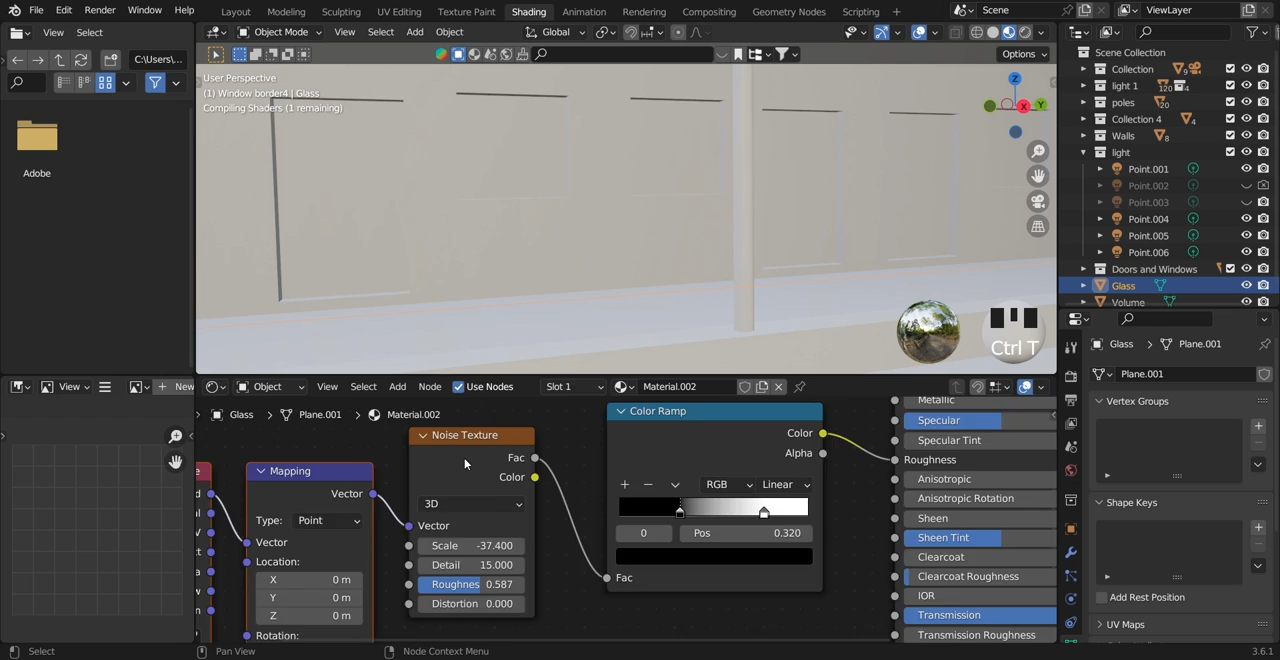 File Edit Render Window Help Layout Modeling Sculpting UV Editing Texture Paint Shading Animation Rendering Compositing Geometry Nodes Scripting + Scene ViewLayer
View Select Object Mode View Select Add Object Global
C:\Users\... Options
User Perspective
(1) Window border4 | Glass
Compiling Shaders (1 remaining)
Adobe
Z
X
Y
Ctrl T
Scene Collection
Collection 9
light 1 120 4
poles 20
Collection 4 4
Walls 8
light
Point.001
Point.002
Point.003
Point.004
Point.005
Point.006
Doors and Windows
Glass
Volume
Glass > Plane.001
Plane.001
Vertex Groups
Shape Keys
Add Rest Position
UV Maps
View + New
Object View Select Add Node Use Nodes Slot 1 Material.002
Glass > Plane.001 > Material.002
Mapping
Vector
Type: Point
Vector
Location:
X 0 m
Y 0 m
Z 0 m
Rotation:
Noise Texture
Fac
Color
3D
Vector
Scale -37.400
Detail 15.000
Roughnes 0.587
Distortion 0.000
Color Ramp
Color
Alpha
RGB Linear
0 Pos 0.320
Fac
Metallic
Specular
Specular Tint
Roughness
Anisotropic
Anisotropic Rotation
Sheen
Sheen Tint
Clearcoat
Clearcoat Roughness
IOR
Transmission
Transmission Roughness
Select Pan View Node Context Menu 3.6.1